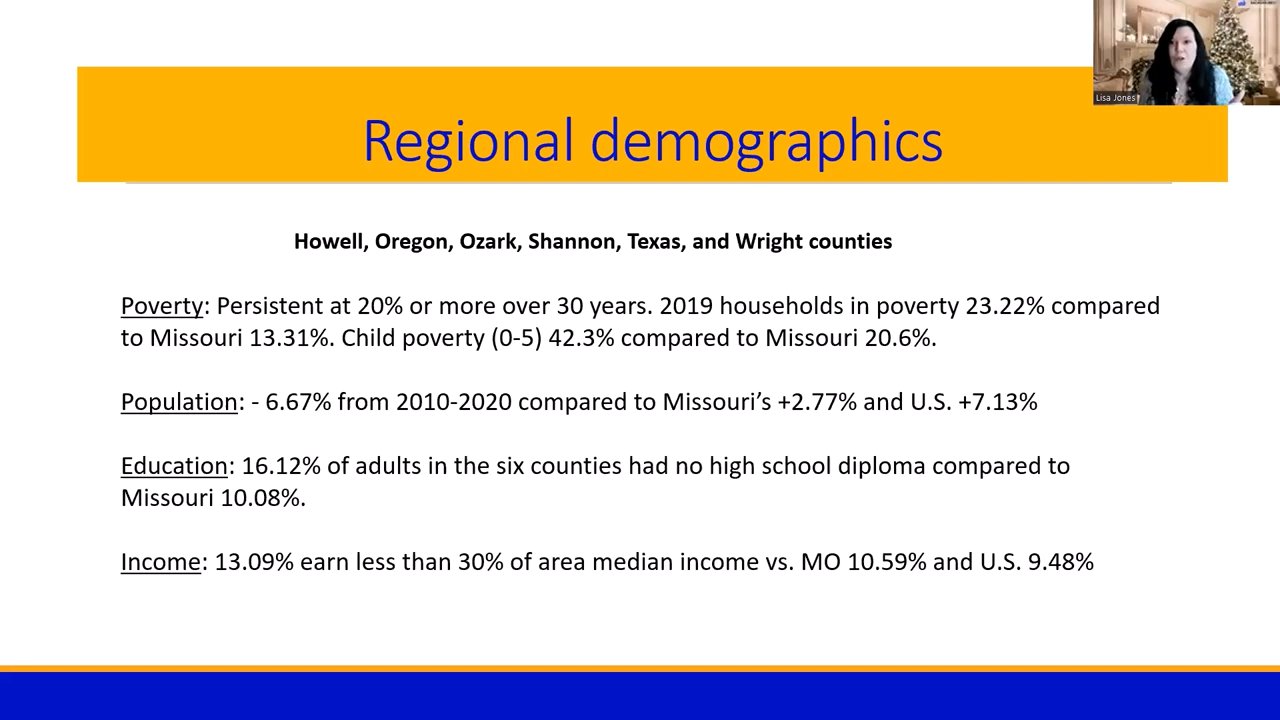 Lisa Jones
Regional demographics
Howell, Oregon, Ozark, Shannon, Texas, and Wright counties
Poverty: Persistent at 20% or more over 30 years. 2019 households in poverty 23.22% compared
to Missouri 13.31%. Child poverty (0-5) 42.3% compared to Missouri 20.6%.
Population: - 6.67% from 2010-2020 compared to Missouri’s +2.77% and U.S. +7.13%
Education: 16.12% of adults in the six counties had no high school diploma compared to
Missouri 10.08%.
Income: 13.09% earn less than 30% of area median income vs. MO 10.59% and U.S. 9.48%